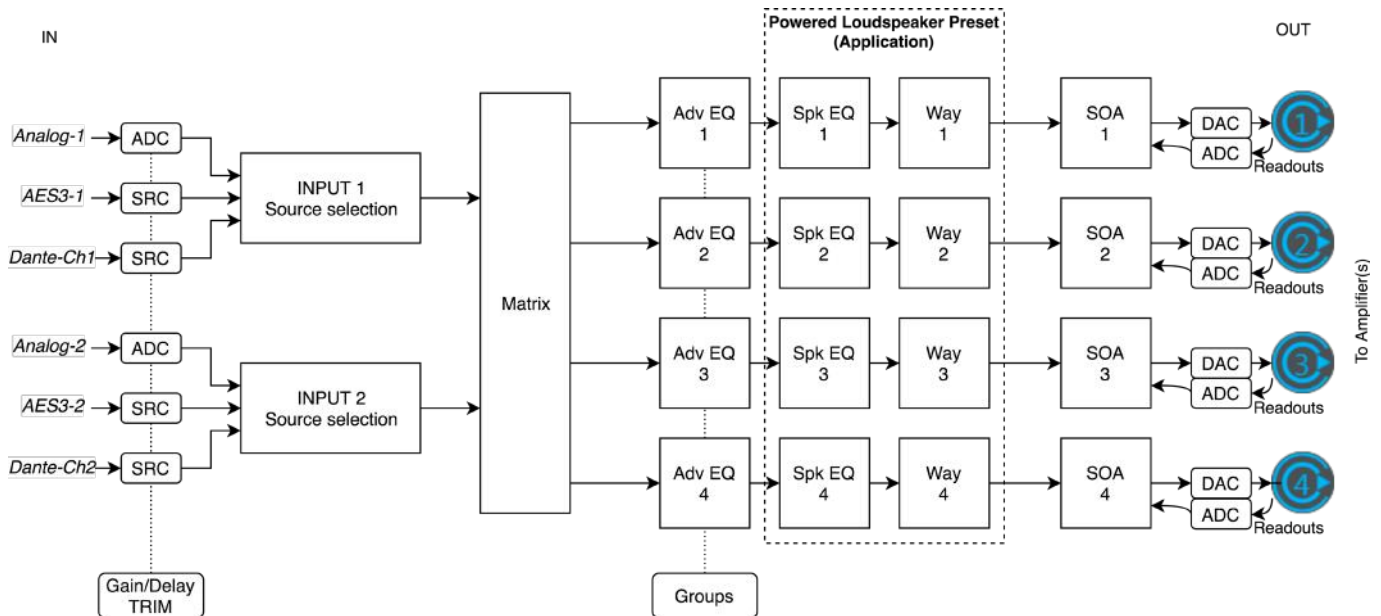 IN
Powered Loudspeaker Preset
(Application)
OUT
Analog-1
ADC
AES3-1
SRC
Dante-Ch1
SRC
INPUT 1
Source selection
Analog-2
ADC
AES3-2
SRC
Dante-Ch2
SRC
INPUT 2
Source selection
Gain/Delay
TRIM
Matrix
Adv EQ
1
Spk EQ
1
Way
1
SOA
1
DAC
ADC
1
Readouts
Adv EQ
2
Spk EQ
2
Way
2
SOA
2
DAC
ADC
2
Readouts
Adv EQ
3
Spk EQ
3
Way
3
SOA
3
DAC
ADC
3
Readouts
Adv EQ
4
Spk EQ
4
Way
4
SOA
4
DAC
ADC
4
Readouts
Groups
To Amplifier(s)